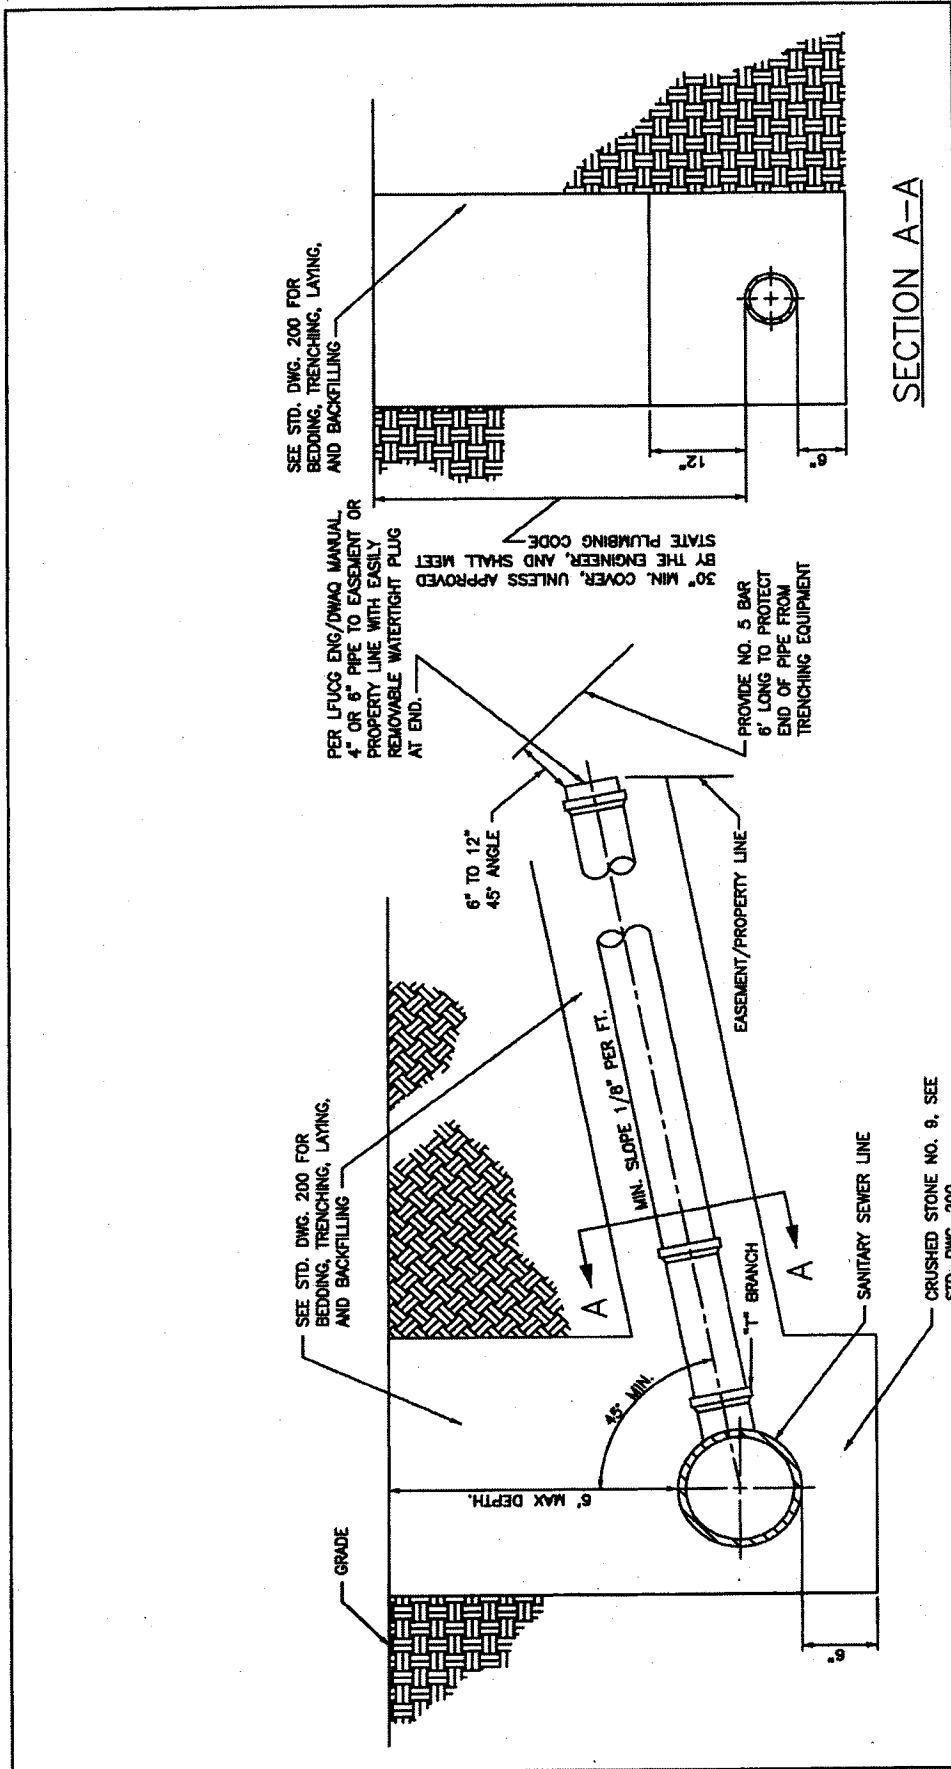 GRADE
SEE STD. DWG. 200 FOR
BEDDING, TRENCHING, LAYING,
AND BACKFILLING
6' MAX DEPTH.
45° MIN.
6"
"T" BRANCH
SANITARY SEWER LINE
CRUSHED STONE NO. 9, SEE
STD. DWG. 200
A
A
MIN. SLOPE 1/8" PER FT.
6" TO 12"
45° ANGLE
EASEMENT/PROPERTY LINE
PER LFUCG ENG/DWAQ MANUAL,
4" OR 6" PIPE TO EASEMENT OR
PROPERTY LINE WITH EASILY
REMOVABLE WATERTIGHT PLUG
AT END.
PROVIDE NO. 5 BAR
6' LONG TO PROTECT
END OF PIPE FROM
TRENCHING EQUIPMENT
30" MIN. COVER, UNLESS APPROVED
BY THE ENGINEER, AND SHALL MEET
STATE PLUMBING CODE
SEE STD. DWG. 200 FOR
BEDDING, TRENCHING, LAYING,
AND BACKFILLING
12"
6"
SECTION A-A